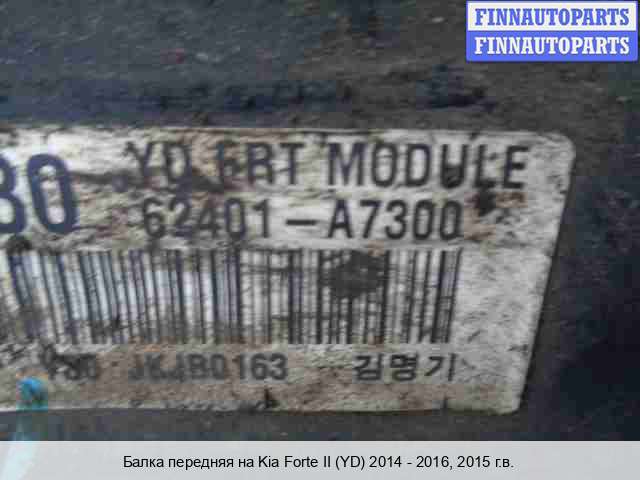 FINNAUTOPARTS
FINNAUTOPARTS
30 YD FRT MODULE
62401-A7300
JKJB0163 김명기
Балка передняя на Kia Forte II (YD) 2014 - 2016, 2015 г.в.